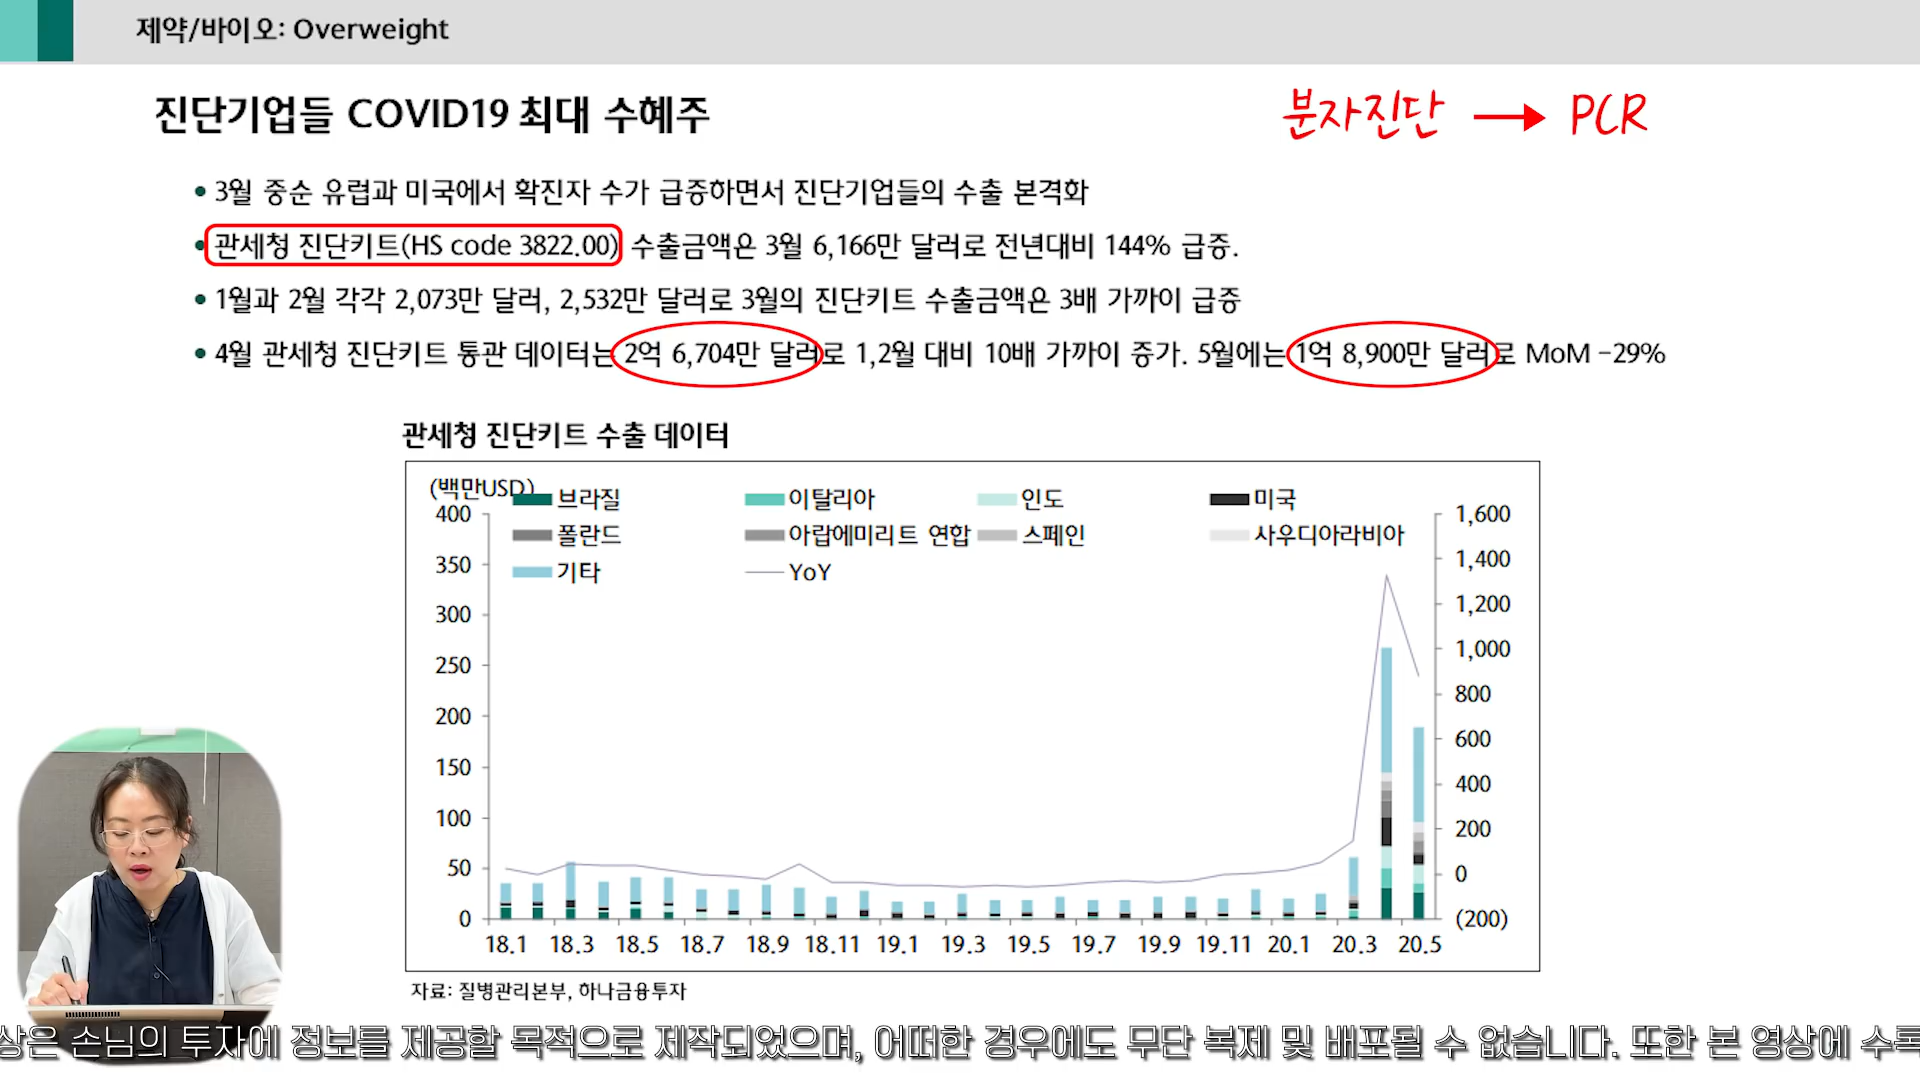 제약/바이오: Overweight
진단기업들 COVID19 최대 수혜주
분자진단 → PCR
• 3월 중순 유럽과 미국에서 확진자 수가 급증하면서 진단기업들의 수출 본격화
• 관세청 진단키트(HS code 3822.00) 수출금액은 3월 6,166만 달러로 전년대비 144% 급증.
• 1월과 2월 각각 2,073만 달러, 2,532만 달러로 3월의 진단키트 수출금액은 3배 가까이 급증
• 4월 관세청 진단키트 통관 데이터는 2억 6,704만 달러로 1,2월 대비 10배 가까이 증가. 5월에는 1억 8,900만 달러로 MoM -29%
관세청 진단키트 수출 데이터
(백만USD)
브라질 이탈리아 인도 미국
폴란드 아랍에미리트 연합 스페인 사우디아라비아
기타 YoY
400
350
300
250
200
150
100
50
0
1,600
1,400
1,200
1,000
800
600
400
200
0
(200)
18.1 18.3 18.5 18.7 18.9 18.11 19.1 19.3 19.5 19.7 19.9 19.11 20.1 20.3 20.5
자료: 질병관리본부, 하나금융투자
상은 손님의 투자에 정보를 제공할 목적으로 제작되었으며, 어떠한 경우에도 무단 복제 및 배포될 수 없습니다. 또한 본 영상에 수록